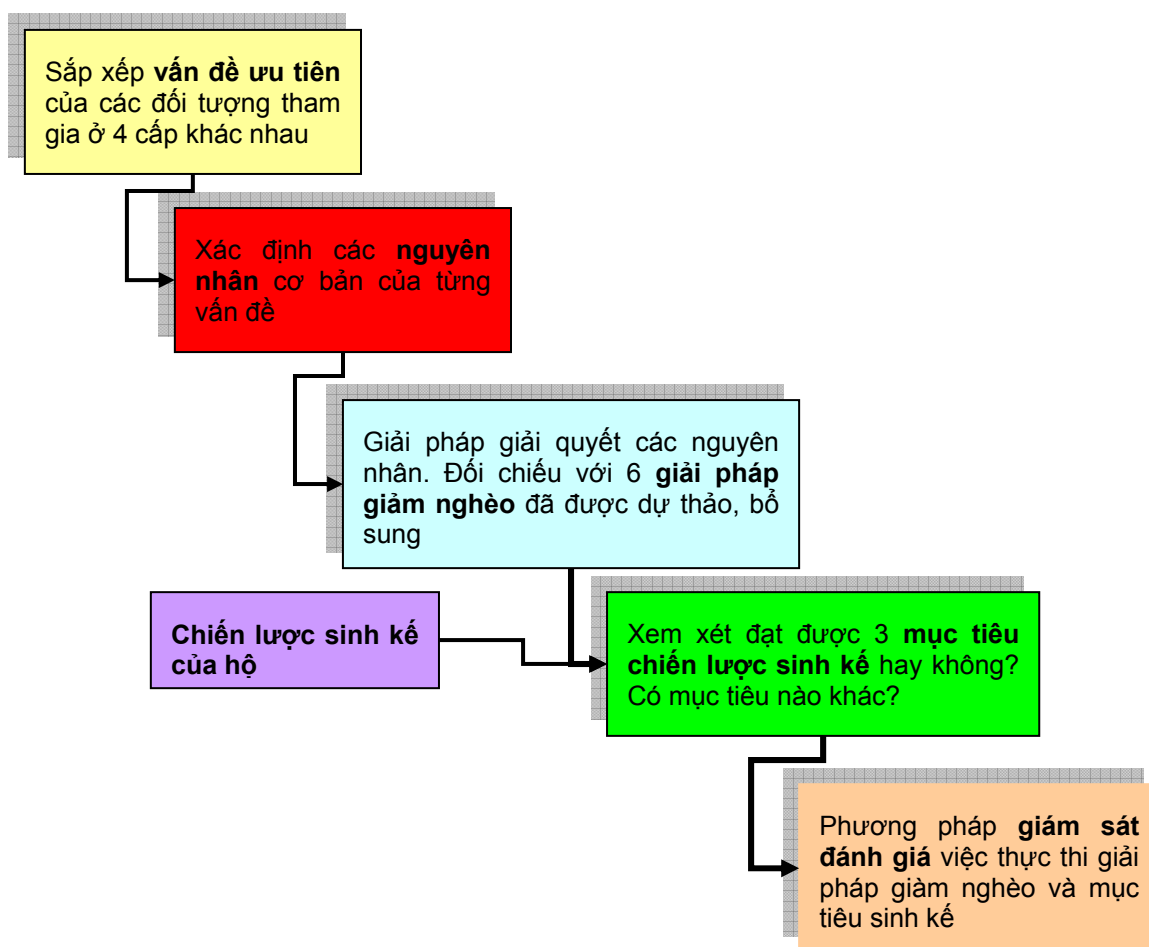 Sắp xếp vấn đề ưu tiên
của các đối tượng tham
gia ở 4 cấp khác nhau
Xác định các nguyên
nhân cơ bản của từng
vấn đề
Giải pháp giải quyết các nguyên
nhân. Đối chiếu với 6 giải pháp
giảm nghèo đã được dự thảo, bổ
sung
Chiến lược sinh kế
của hộ
Xem xét đạt được 3 mục tiêu
chiến lược sinh kế hay không?
Có mục tiêu nào khác?
Phương pháp giám sát
đánh giá việc thực thi giải
pháp giàm nghèo và mục
tiêu sinh kế